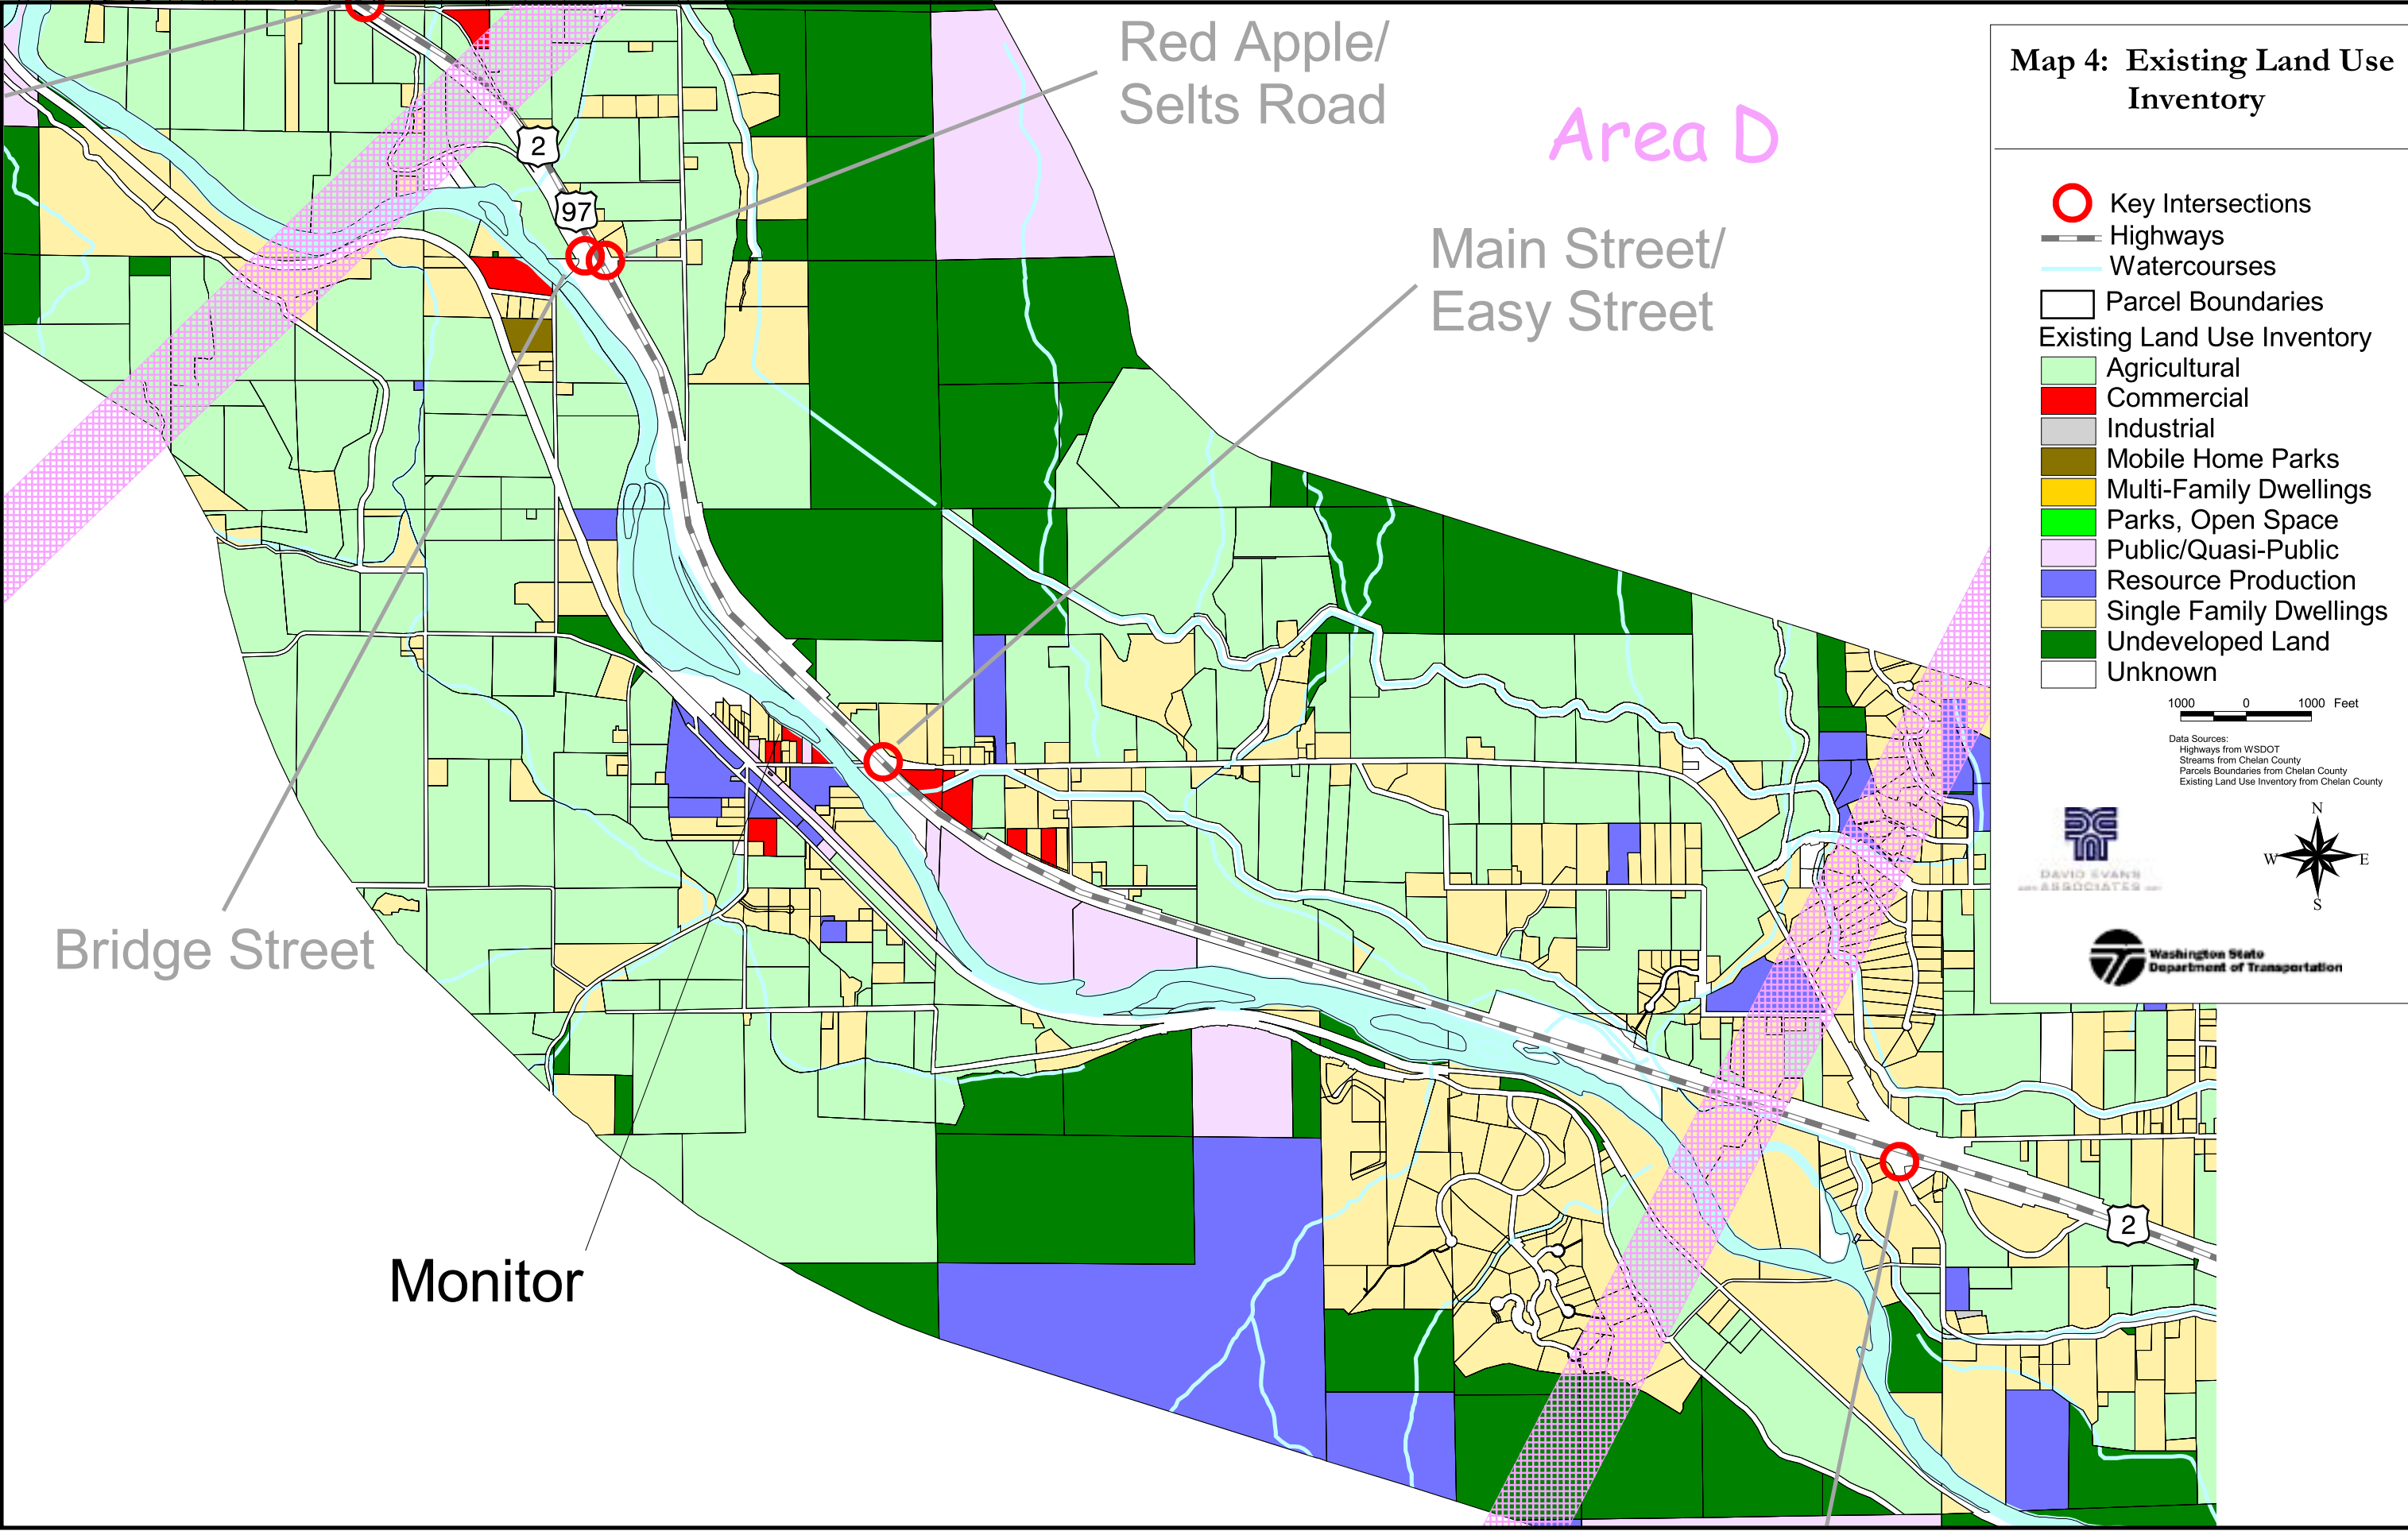 Red Apple/
Selts Road
Area D
Main Street/
Easy Street
2
97
Bridge Street
Monitor
2
Map 4: Existing Land Use
Inventory
Key Intersections
Highways
Watercourses
Parcel Boundaries
Existing Land Use Inventory
Agricultural
Commercial
Industrial
Mobile Home Parks
Multi-Family Dwellings
Parks, Open Space
Public/Quasi-Public
Resource Production
Single Family Dwellings
Undeveloped Land
Unknown
1000 0 1000 Feet
Data Sources:
Highways from WSDOT
Streams from Chelan County
Parcels Boundaries from Chelan County
Existing Land Use Inventory from Chelan County
N
W E
S
DAVID EVANS
ASSOCIATES
Washington State
Department of Transportation